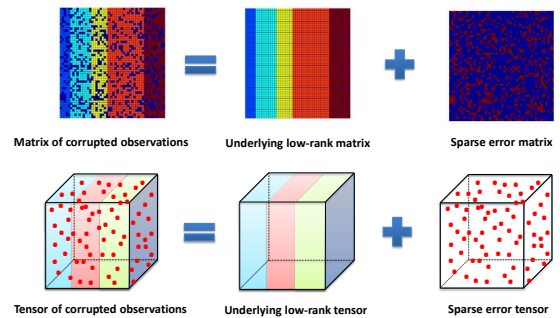 Matrix of corrupted observations
Underlying low-rank matrix
Sparse error matrix
Tensor of corrupted observations
Underlying low-rank tensor
Sparse error tensor